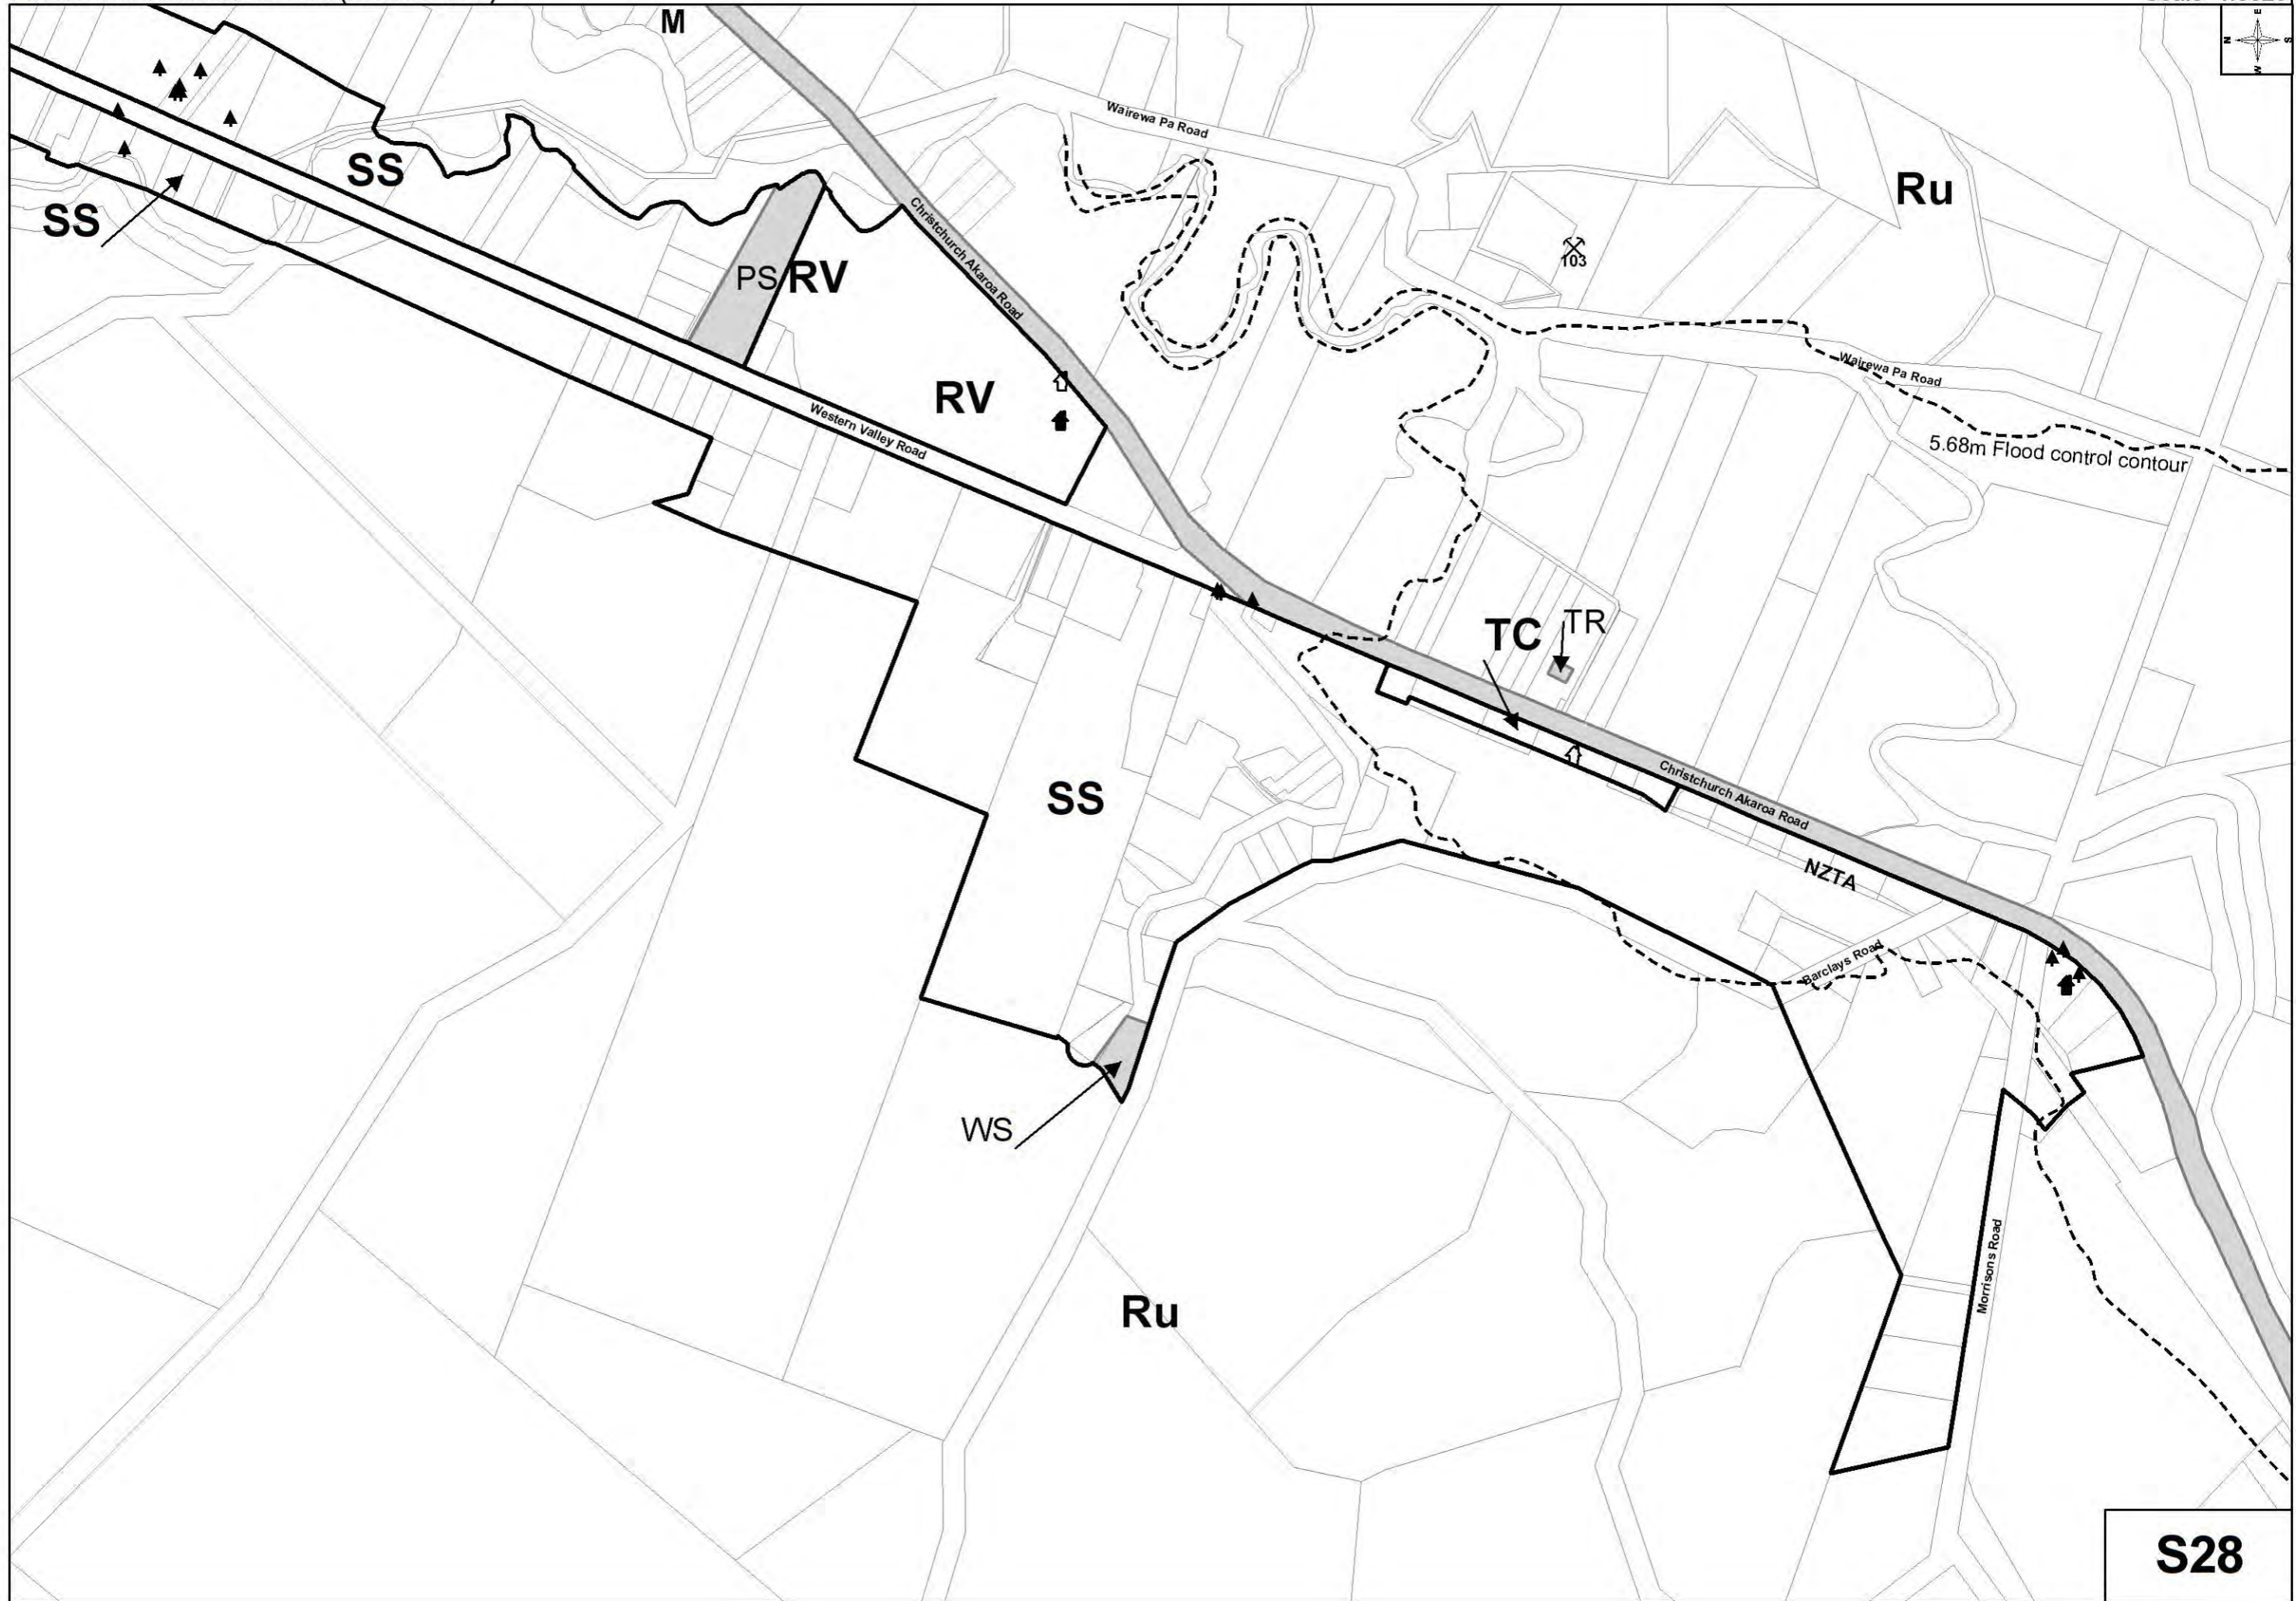 M
E
N
S
W
SS
SS
Wairewa Pa Road
Ru
103
Christchurch Akaroa Road
PS
RV
RV
Western Valley Road
Wairewa Pa Road
5.68m Flood control contour
TC
TR
SS
Christchurch Akaroa Road
NZTA
Barclays Road
WS
Morrisons Road
Ru
S28